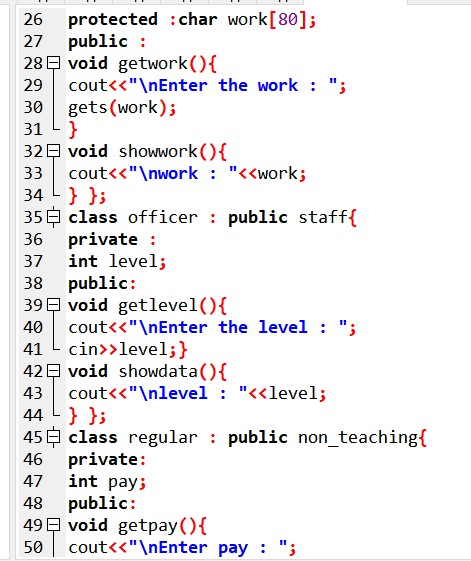 26 protected :char work[80];
27 public :
28 void getwork(){
29 cout<<"\nEnter the work : ";
30 gets(work);
31 }
32 void showwork(){
33 cout<<"\nwork : "<<work;
34 } };
35 class officer : public staff{
36 private :
37 int level;
38 public:
39 void getlevel(){
40 cout<<"\nEnter the level : ";
41 cin>>level;}
42 void showdata(){
43 cout<<"\nlevel : "<<level;
44 } };
45 class regular : public non_teaching{
46 private:
47 int pay;
48 public:
49 void getpay(){
50 cout<<"\nEnter pay : ";